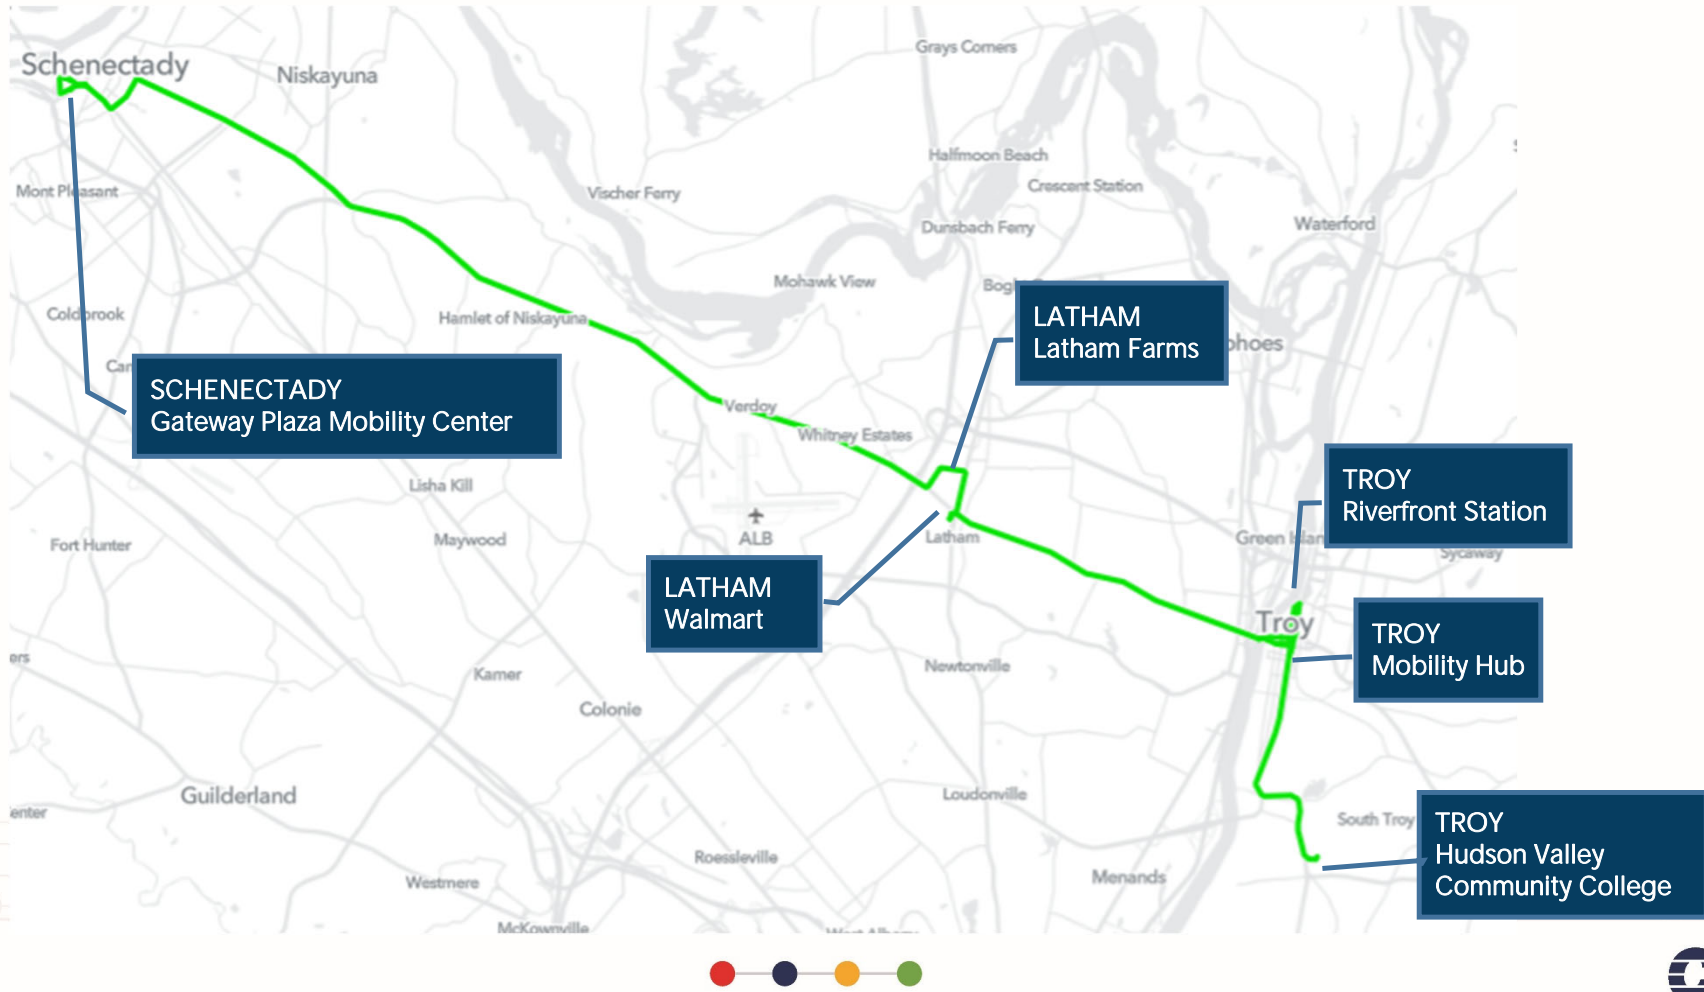 Schenectady
Niskayuna
Grays Corners
Halfmoon Beach
Crescent Station
Mont Pleasant
Vischer Ferry
Dunsbach Ferry
Waterford
Mohawk View
Coldbrook
Hamlet of Niskayuna
LATHAM
Latham Farms
SCHENECTADY
Gateway Plaza Mobility Center
Verdoy
Whitney Estates
Lisha Kill
TROY
Riverfront Station
Fort Hunter
Maywood
ALB
Latham
Sycaway
LATHAM
Walmart
Troy
TROY
Mobility Hub
Karner
Newtonville
Colonie
Guilderland
Loudonville
South Troy
TROY
Hudson Valley
Community College
Roessleville
Westmere
Menands
McKownville